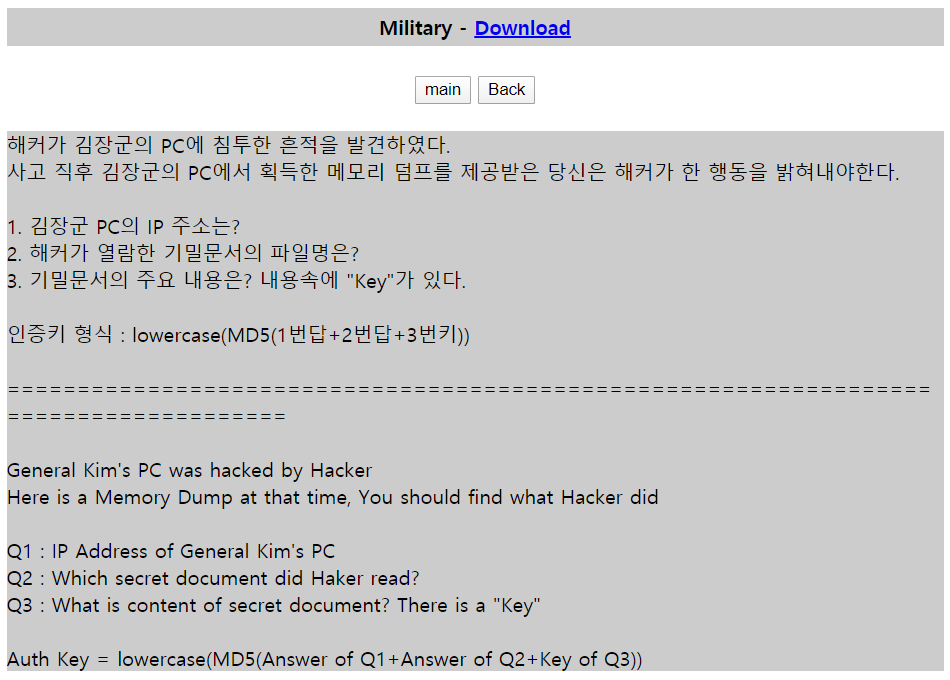 Military - Download
main Back
해커가 김장군의 PC에 침투한 흔적을 발견하였다.
사고 직후 김장군의 PC에서 획득한 메모리 덤프를 제공받은 당신은 해커가 한 행동을 밝혀내야한다.
1. 김장군 PC의 IP 주소는?
2. 해커가 열람한 기밀문서의 파일명은?
3. 기밀문서의 주요 내용은? 내용속에 "Key"가 있다.
인증키 형식 : lowercase(MD5(1번답+2번답+3번키))
==================================================================
====================
General Kim's PC was hacked by Hacker
Here is a Memory Dump at that time, You should find what Hacker did
Q1 : IP Address of General Kim's PC
Q2 : Which secret document did Haker read?
Q3 : What is content of secret document? There is a "Key"
Auth Key = lowercase(MD5(Answer of Q1+Answer of Q2+Key of Q3))